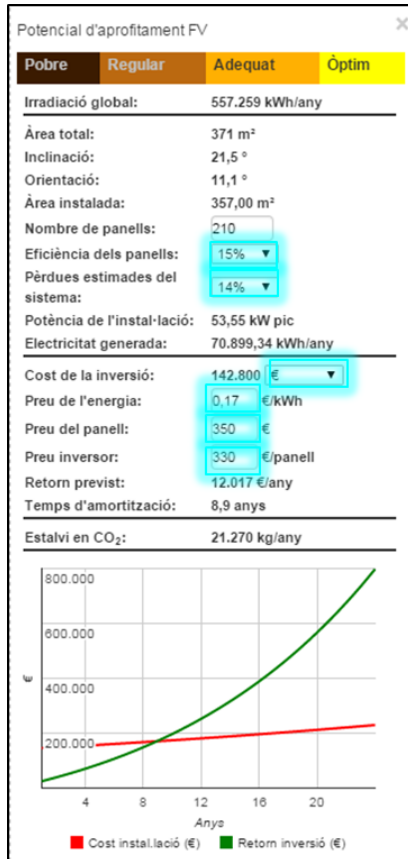 Potencial d'aprofitament FV ×
Pobre Regular Adequat Òptim
Irradiació global: 557.259 kWh/any
Àrea total: 371 m²
Inclinació: 21,5 º
Orientació: 11,1 º
Àrea instalada: 357,00 m²
Nombre de panells: 210
Eficiència dels panells: 15% ▼
Pèrdues estimades del
sistema: 14% ▼
Potència de l'instal·lació: 53,55 kW pic
Electricitat generada: 70.899,34 kWh/any
Cost de la inversió: 142.800 € ▼
Preu de l'energia: 0,17 €/kWh
Preu del panell: 350 €
Preu inversor: 330 €/panell
Retorn previst: 12.017 €/any
Temps d'amortització: 8,9 anys
Estalvi en CO₂: 21.270 kg/any
800.000
600.000
400.000
200.000
€
4 8 12 16 20
Anys
Cost instal.lació (€) Retorn inversió (€)